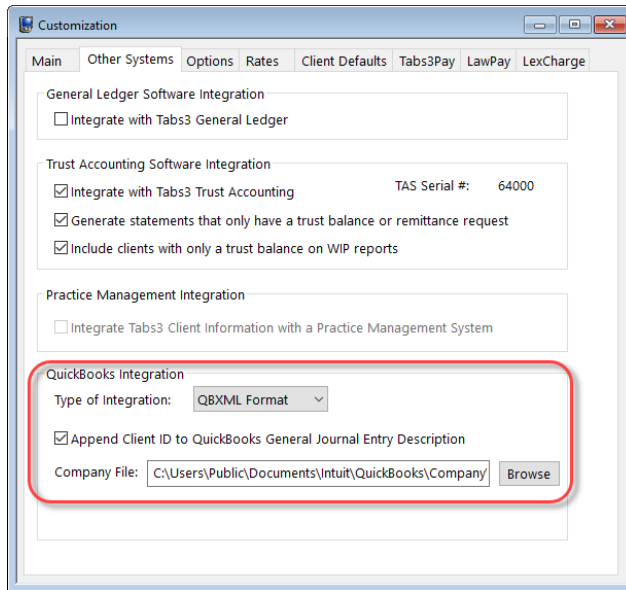 Customization
Main Other Systems Options Rates Client Defaults Tabs3Pay LawPay LexCharge
General Ledger Software Integration
Integrate with Tabs3 General Ledger
Trust Accounting Software Integration
Integrate with Tabs3 Trust Accounting TAS Serial #: 64000
Generate statements that only have a trust balance or remittance request
Include clients with only a trust balance on WIP reports
Practice Management Integration
Integrate Tabs3 Client Information with a Practice Management System
QuickBooks Integration
Type of Integration: QBXML Format
Append Client ID to QuickBooks General Journal Entry Description
Company File: C:\Users\Public\Documents\Intuit\QuickBooks\Company Browse